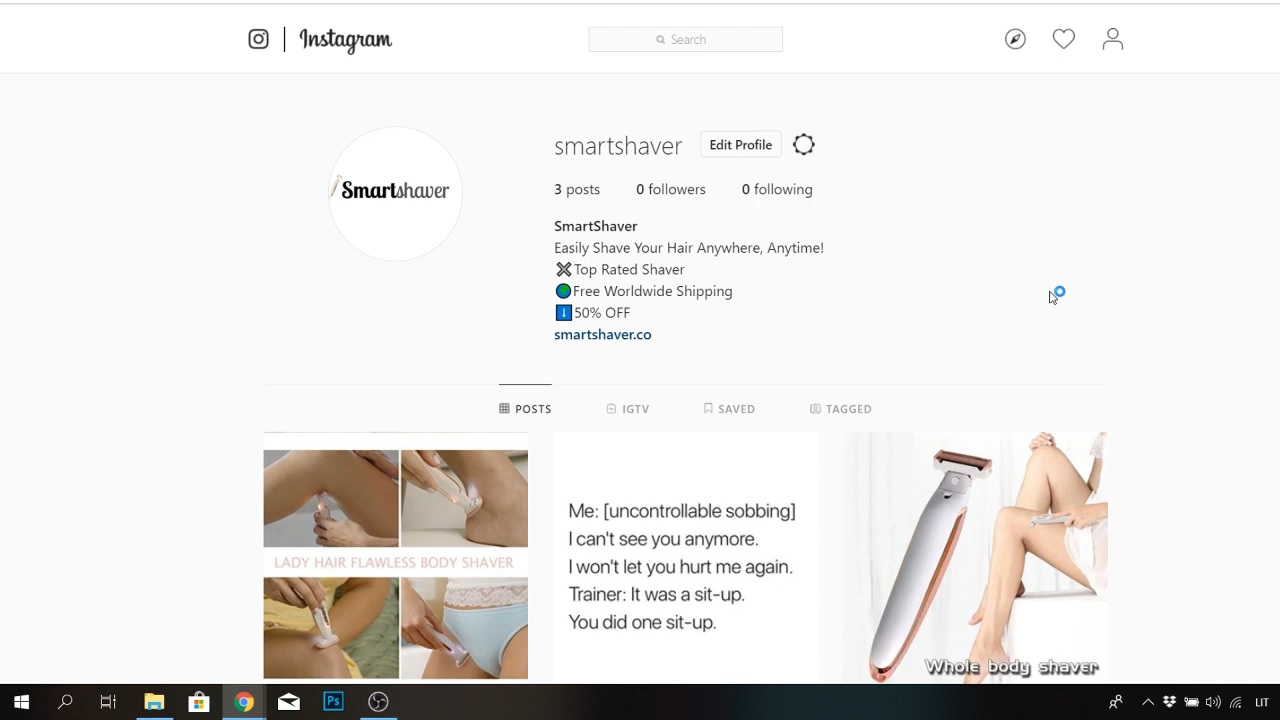 Instagram
Search
smartshaver
Edit Profile
3 posts
0 followers
0 following
Smartshaver
SmartShaver
Easily Shave Your Hair Anywhere, Anytime!
Top Rated Shaver
Free Worldwide Shipping
50% OFF
smartshaver.co
POSTS
IGTV
SAVED
TAGGED
LADY HAIR FLAWLESS BODY SHAVER
Me: [uncontrollable sobbing]
I can't see you anymore.
I won't let you hurt me again.
Trainer: It was a sit-up.
You did one sit-up.
Whole body shaver
Ps
LIT